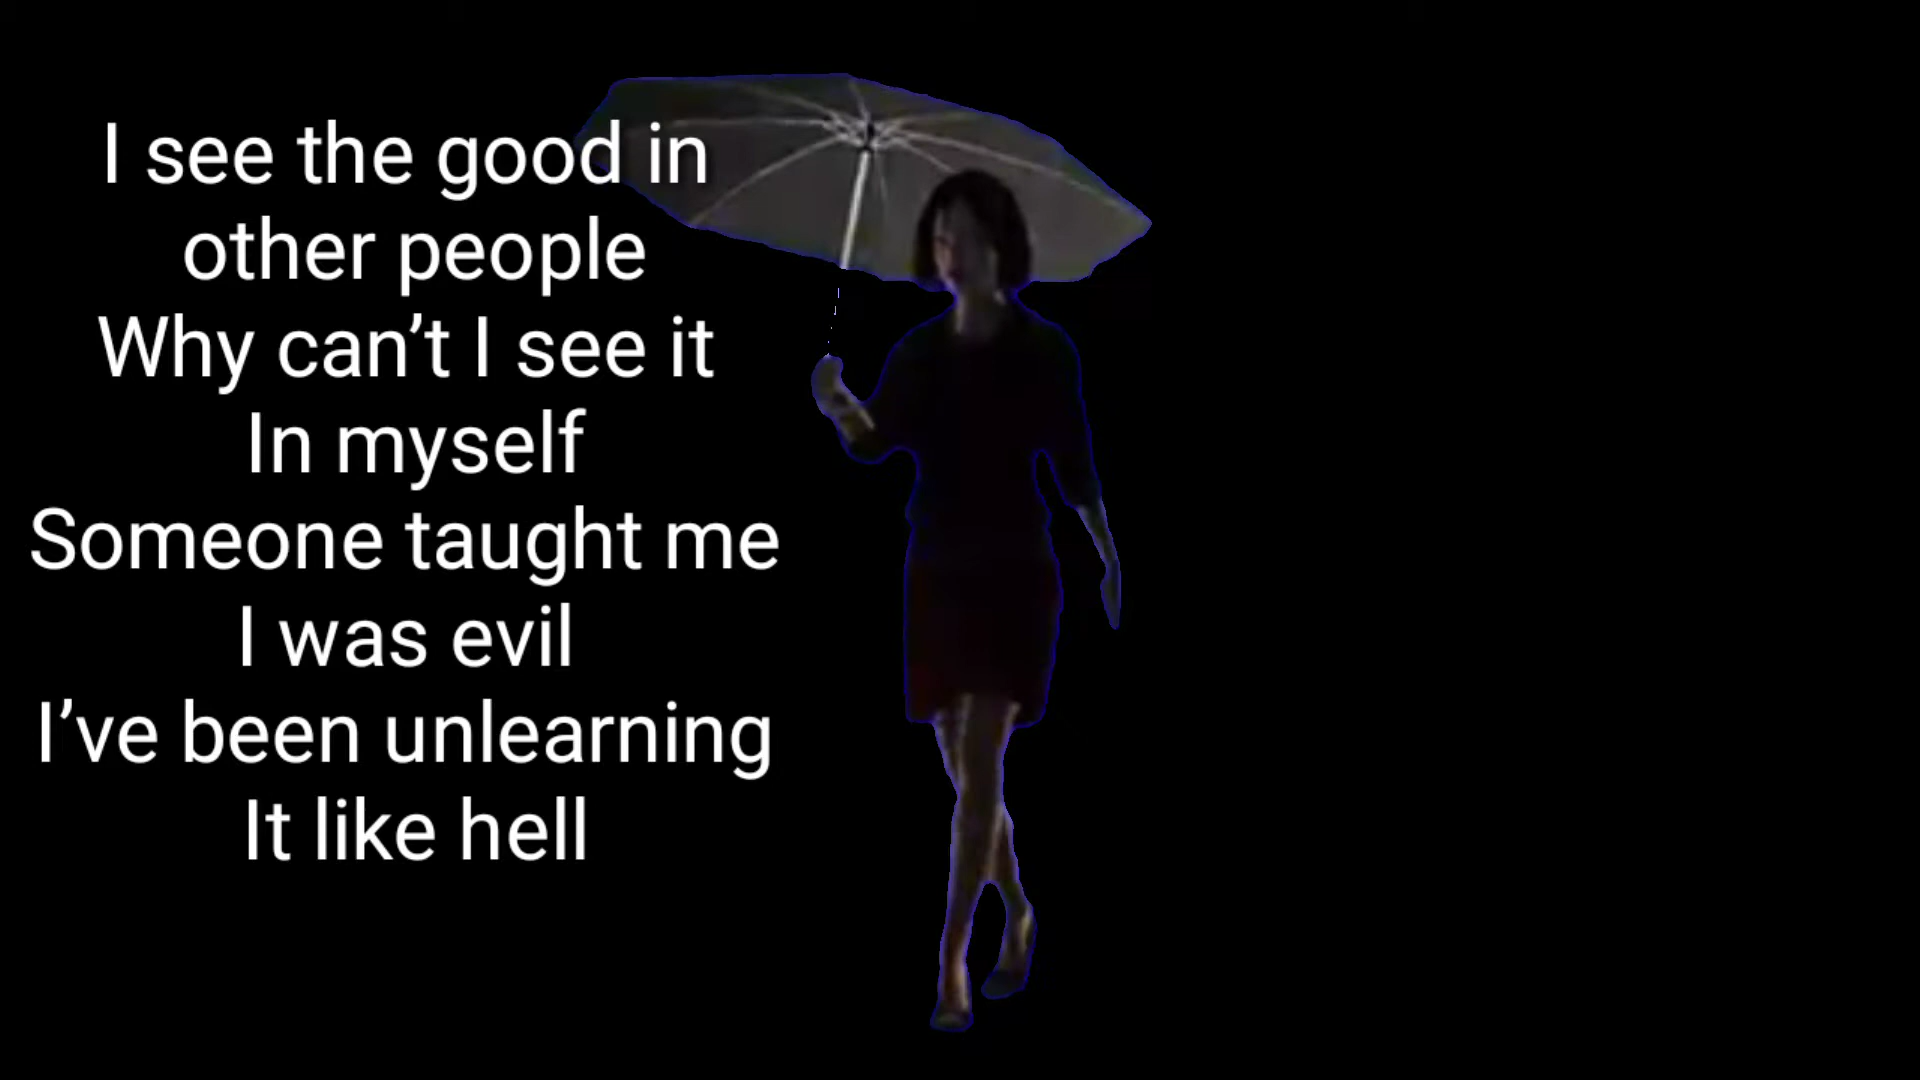 I see the good in
other people
Why can’t I see it
In myself
Someone taught me
I was evil
I’ve been unlearning
It like hell